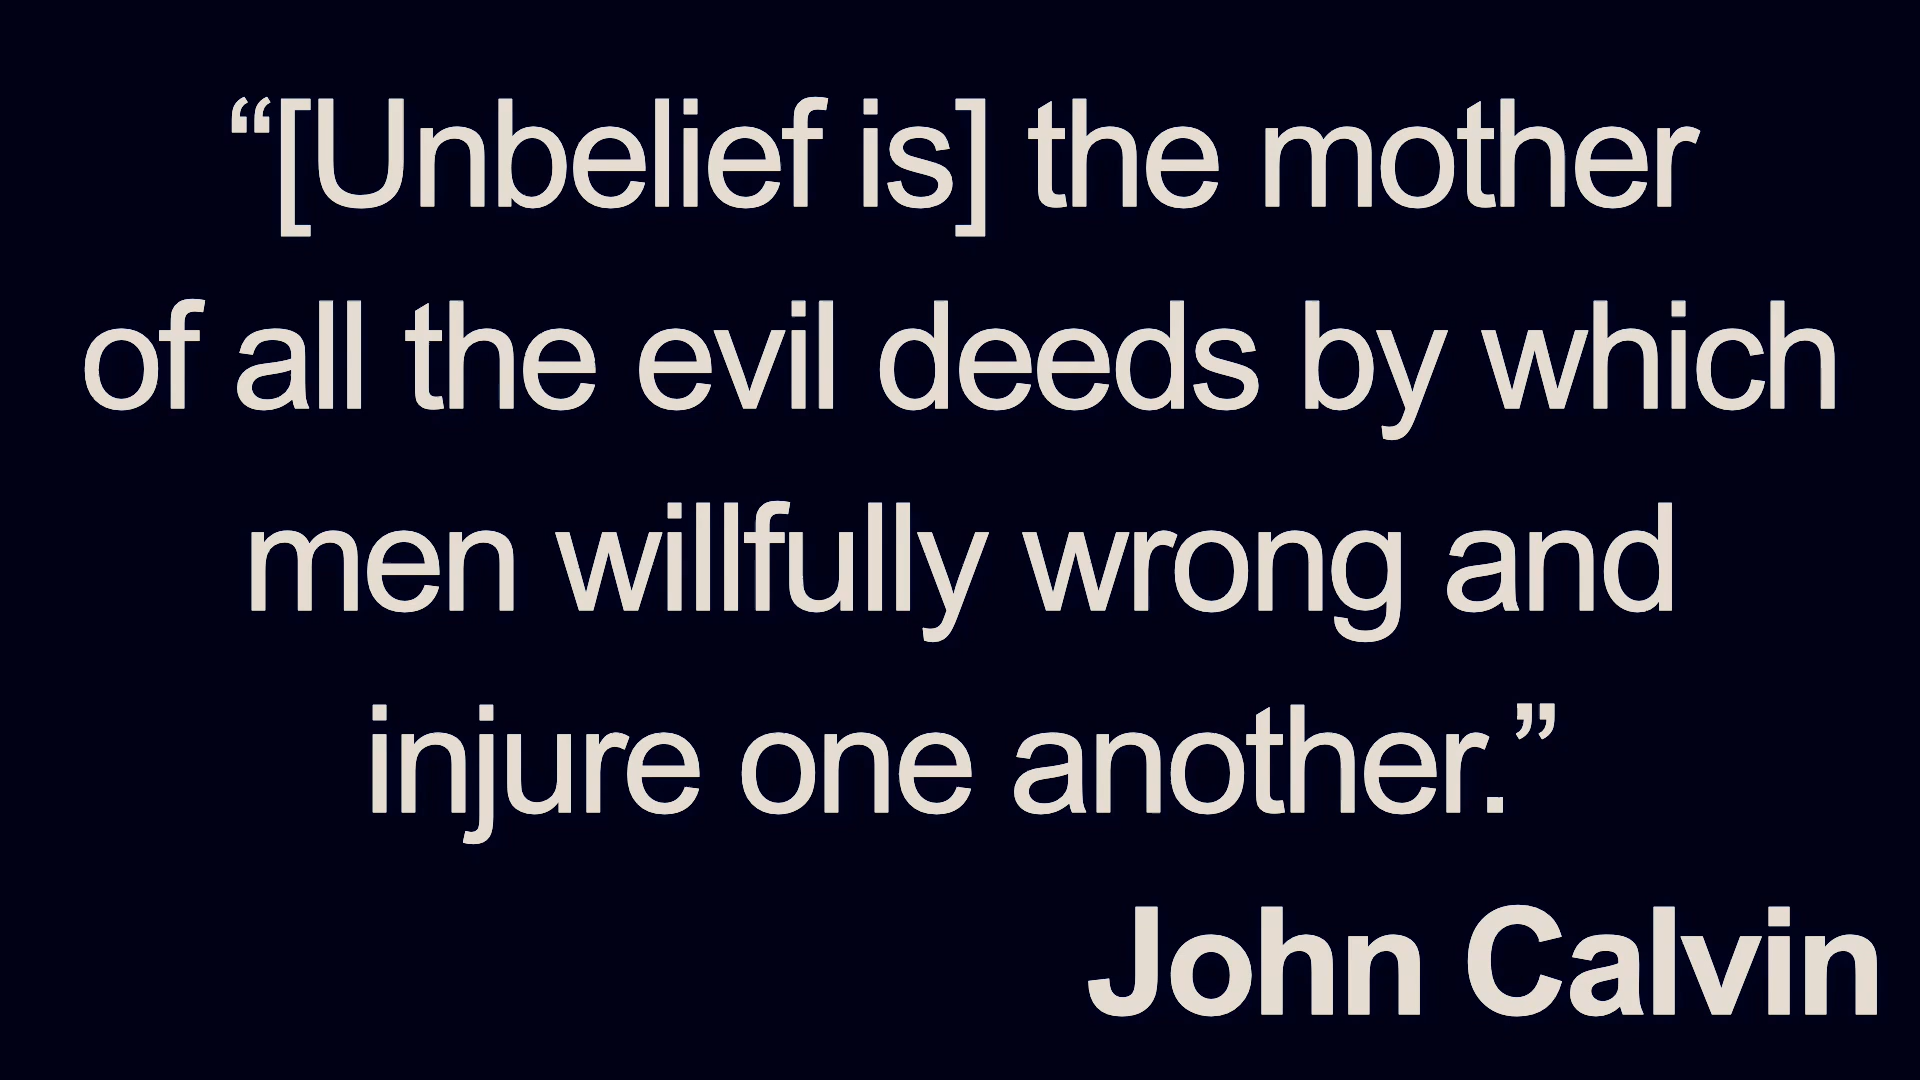 “[Unbelief is] the mother
of all the evil deeds by which
men willfully wrong and
injure one another.”
John Calvin